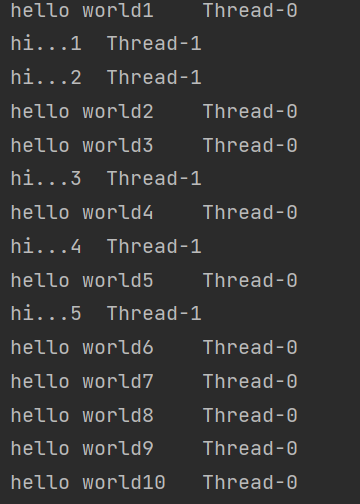 hello world1    Thread-0
hi...1  Thread-1
hi...2  Thread-1
hello world2    Thread-0
hello world3    Thread-0
hi...3  Thread-1
hello world4    Thread-0
hi...4  Thread-1
hello world5    Thread-0
hi...5  Thread-1
hello world6    Thread-0
hello world7    Thread-0
hello world8    Thread-0
hello world9    Thread-0
hello world10   Thread-0